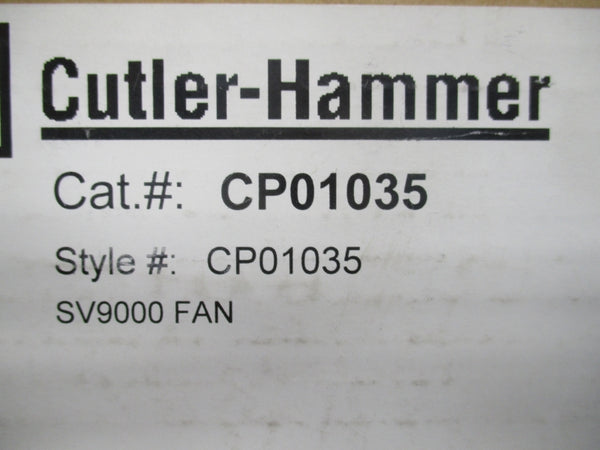 Cutler-Hammer
Cat.#: CP01035
Style #: CP01035
SV9000 FAN